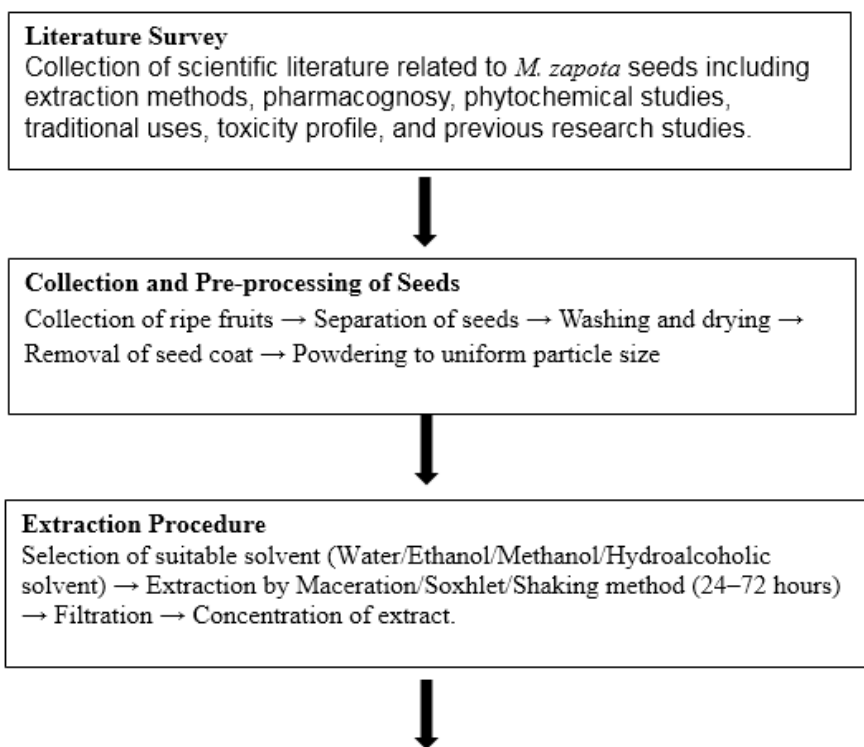 Literature Survey
Collection of scientific literature related to M. zapota seeds including
extraction methods, pharmacognosy, phytochemical studies,
traditional uses, toxicity profile, and previous research studies.
Collection and Pre-processing of Seeds
Collection of ripe fruits → Separation of seeds → Washing and drying →
Removal of seed coat → Powdering to uniform particle size
Extraction Procedure
Selection of suitable solvent (Water/Ethanol/Methanol/Hydroalcoholic
solvent) → Extraction by Maceration/Soxhlet/Shaking method (24–72 hours)
→ Filtration → Concentration of extract.